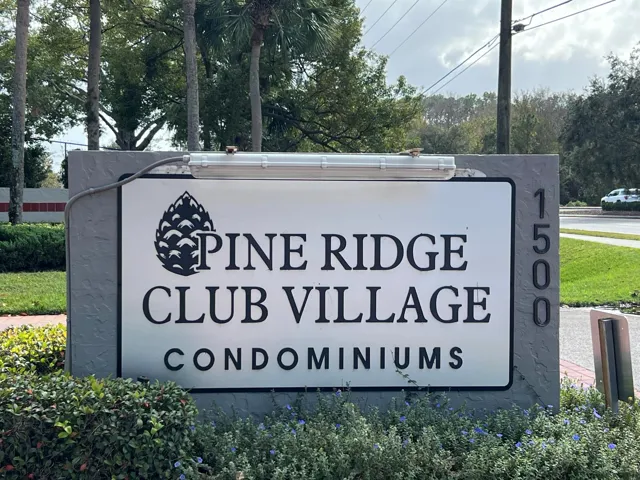 PINE RIDGE
CLUB VILLAGE
CONDOMINIUMS
1500